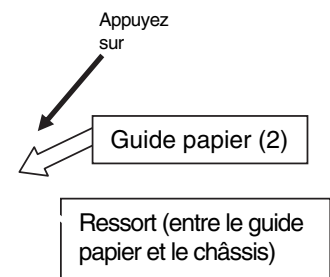 Appuyez
sur
Guide papier (2)
Ressort (entre le guide
papier et le châssis)